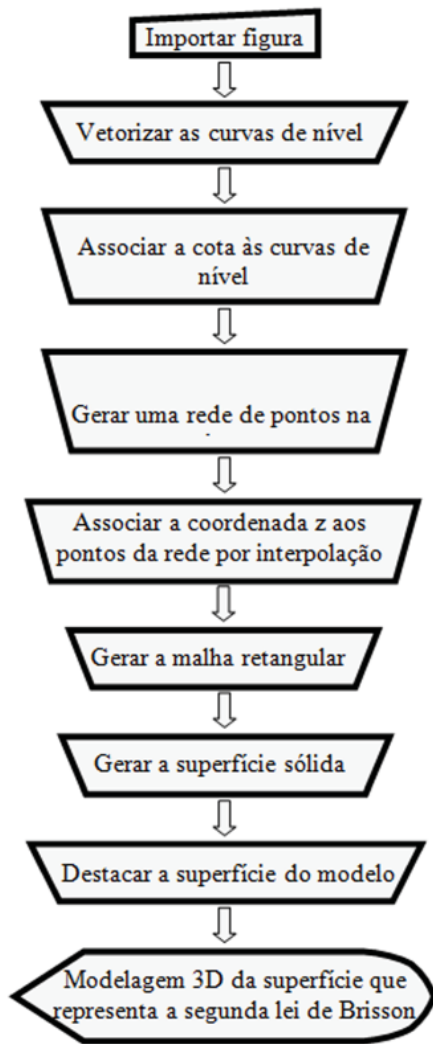 Importar figura
Vetorizar as curvas de nível
Associar a cota às curvas de
nível
Gerar uma rede de pontos na
Associar a coordenada z aos
pontos da rede por interpolação
Gerar a malha retangular
Gerar a superfície sólida
Destacar a superfície do modelo
Modelagem 3D da superfície que
representa a segunda lei de Brisson